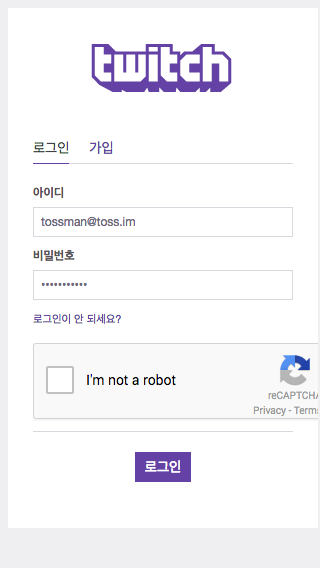 twitch
로그인 가입
아이디
tossman@toss.im
비밀번호
•••••••••••
로그인이 안 되세요?
I'm not a robot
reCAPTCHA
Privacy - Terms
로그인